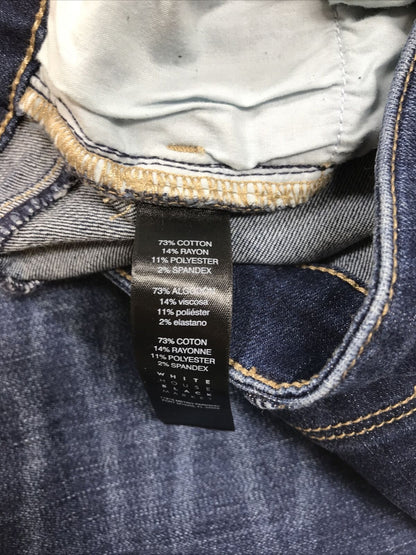 73% COTTON
14% RAYON
11% POLYESTER
2% SPANDEX
73% ALGODÓN
14% viscosa
11% poliéster
2% elastano
73% COTON
14% RAYONNE
11% POLYESTER
2% SPANDEX
WHITE
HOUSE
BLACK